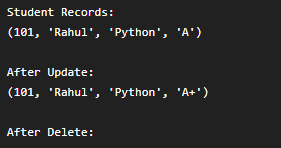 Student Records:
(101, 'Rahul', 'Python', 'A')
After Update:
(101, 'Rahul', 'Python', 'A+')
After Delete: